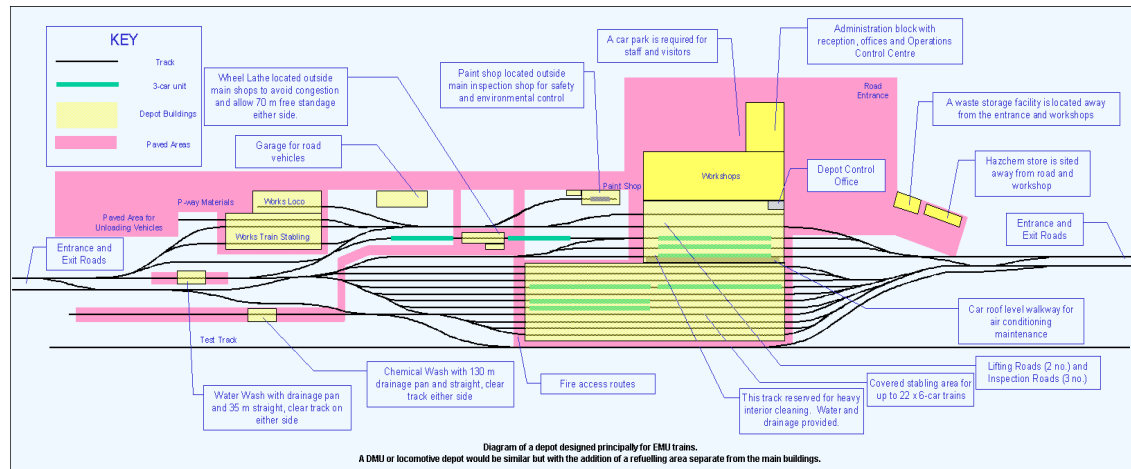 KEY
Track
3-car unit
Depot Buildings
Paved Areas
Wheel Lathe located outside
main shops to avoid congestion
and allow 70 m free standage
either side.
Garage for road
vehicles
Paint shop located outside
main inspection shop for safety
and environmental control
A car park is required for
staff and visitors
Administration block with
reception, offices and Operations
Control Centre
Road
Entrance
A waste storage facility is located
away from the entrance and workshops
Hazchem store is sited
away from road and
workshop
Depot Control
Office
Workshops
Paint Shop
P-way Materials
Works Loco
Paved Area for
Unloading Vehicles
Works Train Stabling
Entrance and
Exit Roads
Entrance and
Exit Roads
Test Track
Car roof level walkway for
air conditioning
maintenance
Chemical Wash with 130 m
drainage pan and straight, clear
track either side
Fire access routes
Lifting Roads (2 no.) and
Inspection Roads (3 no.)
Water Wash with drainage pan
and 35 m straight, clear track on
either side
This track reserved for heavy
interior cleaning. Water and
drainage provided.
Covered stabling area for
up to 22 x 6-car trains
Diagram of a depot designed principally for EMU trains.
A DMU or locomotive depot would be similar but with the addition of a refuelling area separate from the main buildings.